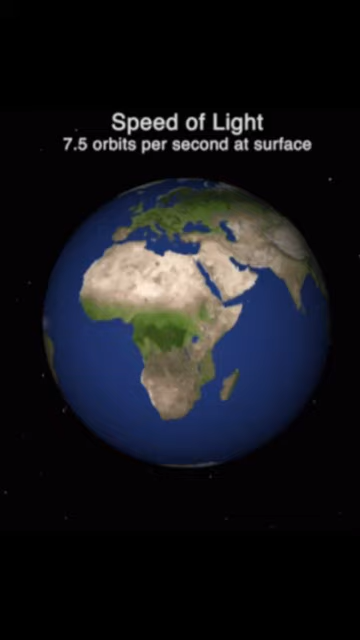 Speed of Light
7.5 orbits per second at surface